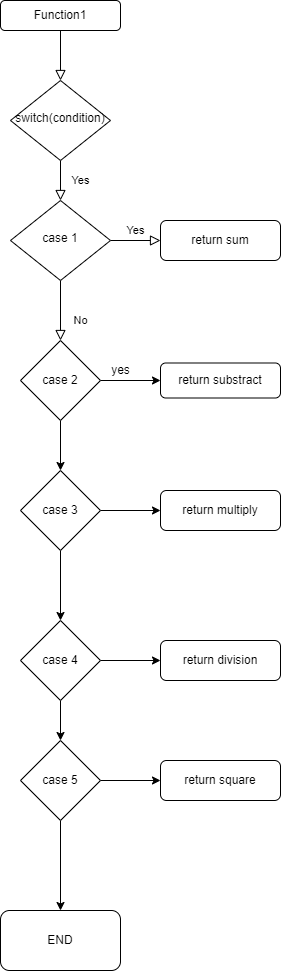 Function1
switch(condition)
Yes
case 1
Yes
return sum
No
case 2
yes
return substract
case 3
return multiply
case 4
return division
case 5
return square
END